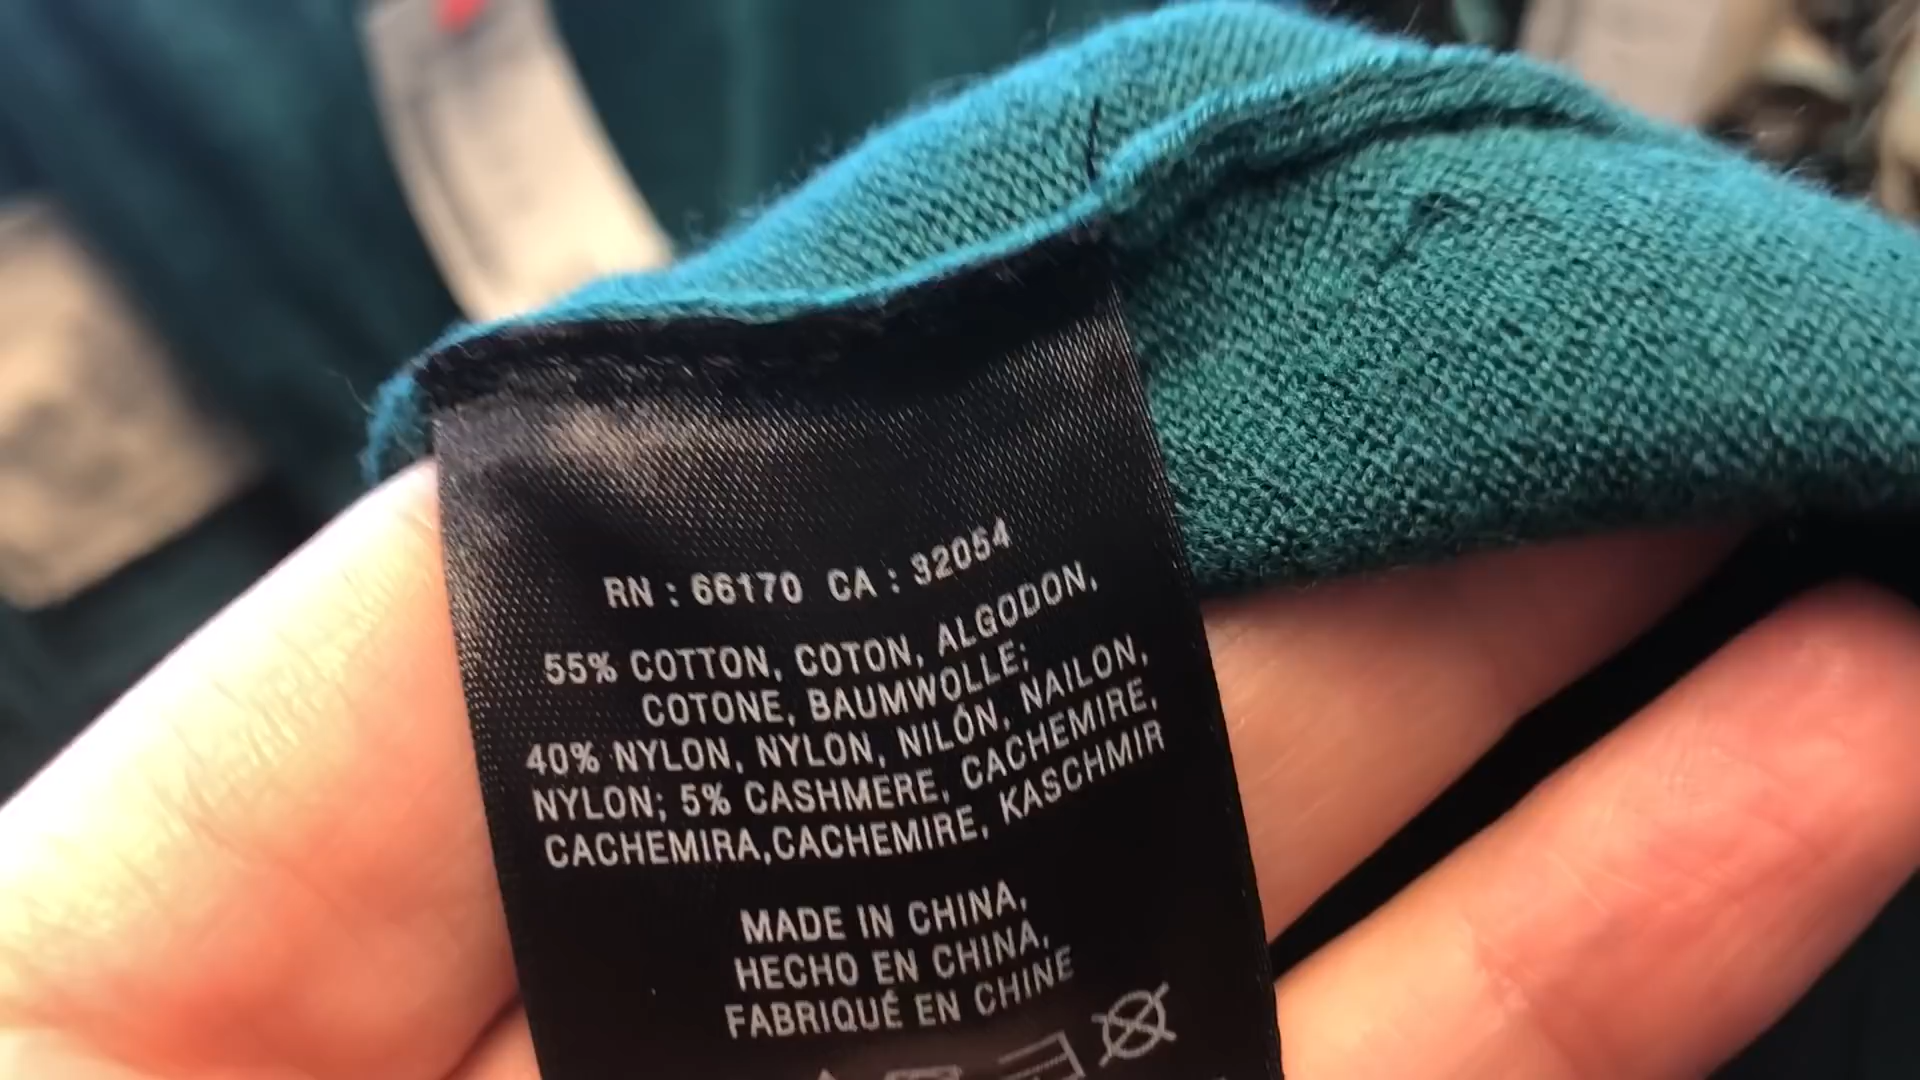 RN : 66170 CA : 32054
55% COTTON, COTON, ALGODON,
COTONE, BAUMWOLLE;
40% NYLON, NYLON, NILÓN, NAILON,
NYLON; 5% CASHMERE, CACHEMIRE,
CACHEMIRA,CACHEMIRE, KASCHMIR
MADE IN CHINA,
HECHO EN CHINA,
FABRIQUÉ EN CHINE